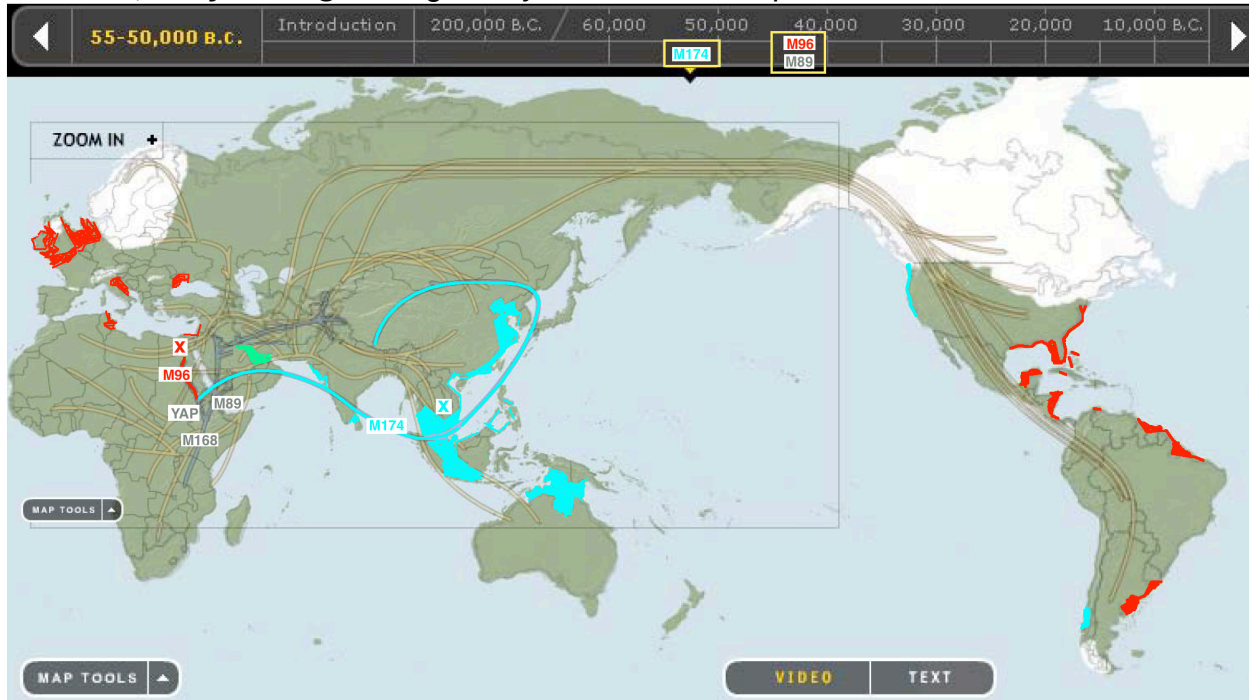 55-50,000 B.C.
Introduction
200,000 B.C.
60,000
50,000
40,000
30,000
20,000
10,000 B.C.
M174
M96
M89
ZOOM IN +
X
M96
YAP
M89
M168
M174
X
MAP TOOLS
MAP TOOLS
VIDEO
TEXT